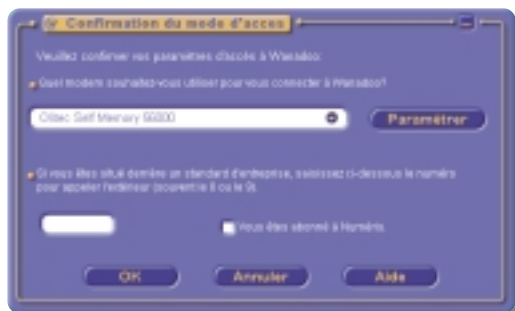 Confirmation du mode d'acces
Veuillez confirmer vos paramètres d'accès à Wanadoo:
Quel modem souhaitez-vous utiliser pour vous connecter à Wanadoo?
Olitec Self Memory 56000
Paramétrer
Si vous êtes situé derrière un standard d'entreprise, saisissez ci-dessous le numéro
pour appeler l'extérieur (souvent le 0 ou le 9).
Vous êtes abonné à Numéris.
OK
Annuler
Aide